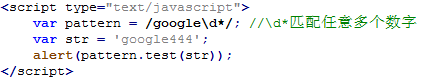 <script type="text/javascript">
var pattern = /google\d*/; //\d*匹配任意多个数字
var str = 'google444';
alert(pattern.test(str));
</script>